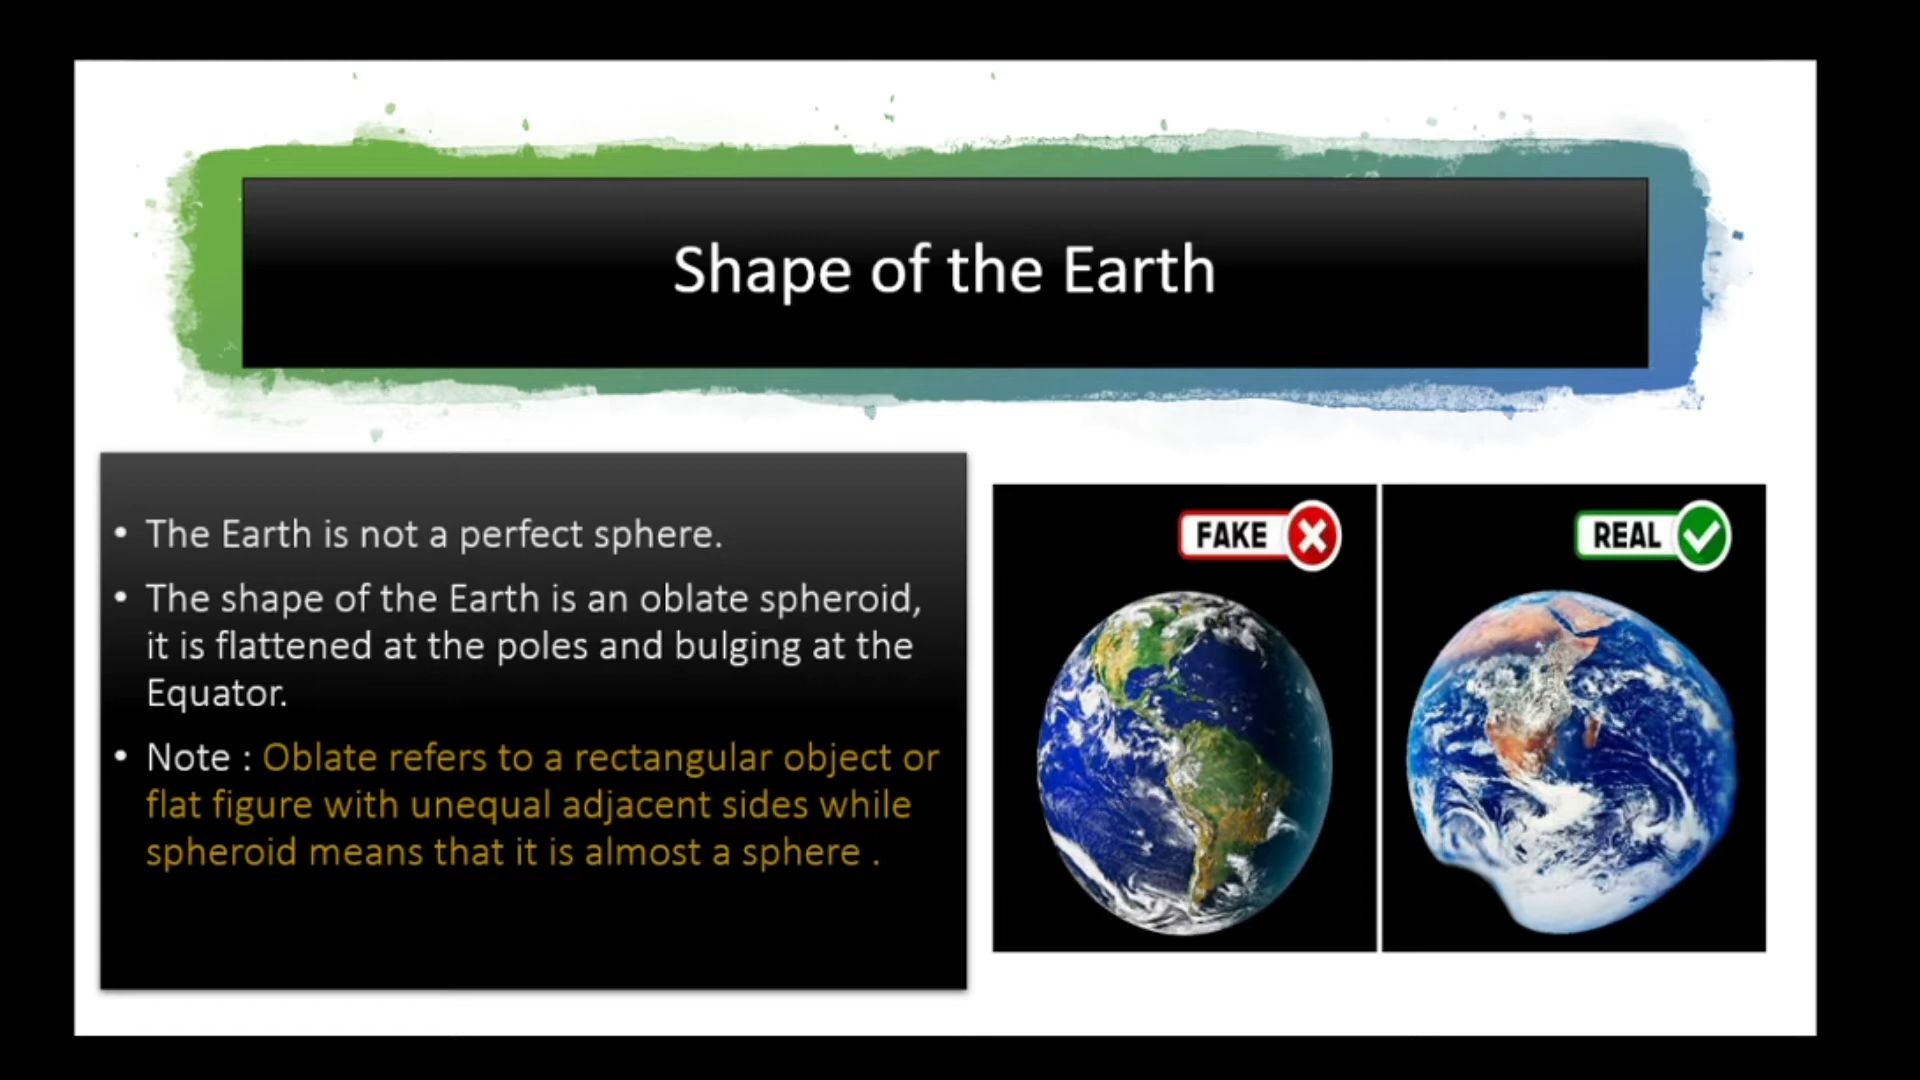 Shape of the Earth
• The Earth is not a perfect sphere.
• The shape of the Earth is an oblate spheroid,
it is flattened at the poles and bulging at the
Equator.
• Note : Oblate refers to a rectangular object or
flat figure with unequal adjacent sides while
spheroid means that it is almost a sphere .
FAKE
REAL